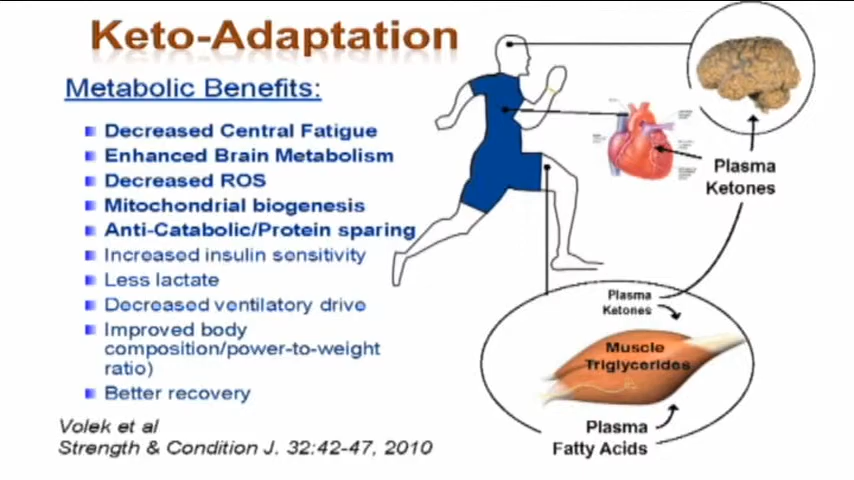 Keto-Adaptation
Metabolic Benefits:
Decreased Central Fatigue
Enhanced Brain Metabolism
Decreased ROS
Mitochondrial biogenesis
Anti-Catabolic/Protein sparing
Increased insulin sensitivity
Less lactate
Decreased ventilatory drive
Improved body
composition/power-to-weight
ratio)
Better recovery
Volek et al
Strength & Condition J. 32:42-47, 2010
Plasma
Ketones
Plasma
Ketones
Muscle
Triglycerides
Plasma
Fatty Acids